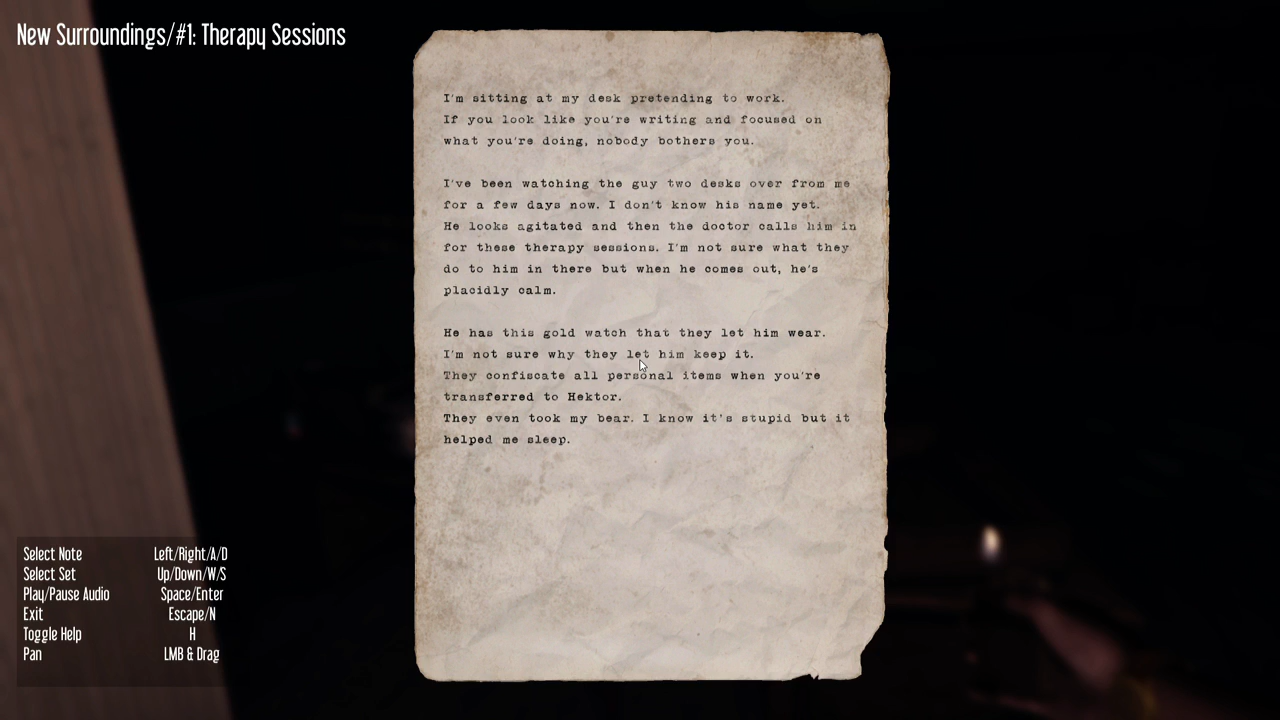 New Surroundings/#1: Therapy Sessions
I'm sitting at my desk pretending to work.
If you look like you're writing and focused on
what you're doing, nobody bothers you.
I've been watching the guy two desks over from me
for a few days now. I don't know his name yet.
He looks agitated and then the doctor calls him in
for these therapy sessions. I'm not sure what they
do to him in there but when he comes out, he's
placidly calm.
He has this gold watch that they let him wear.
I'm not sure why they let him keep it.
They confiscate all personal items when you're
transferred to Hektor.
They even took my bear. I know it's stupid but it
helped me sleep.
Select Note Left/Right/A/D
Select Set Up/Down/W/S
Play/Pause Audio Space/Enter
Exit Escape/N
Toggle Help H
Pan LMB & Drag